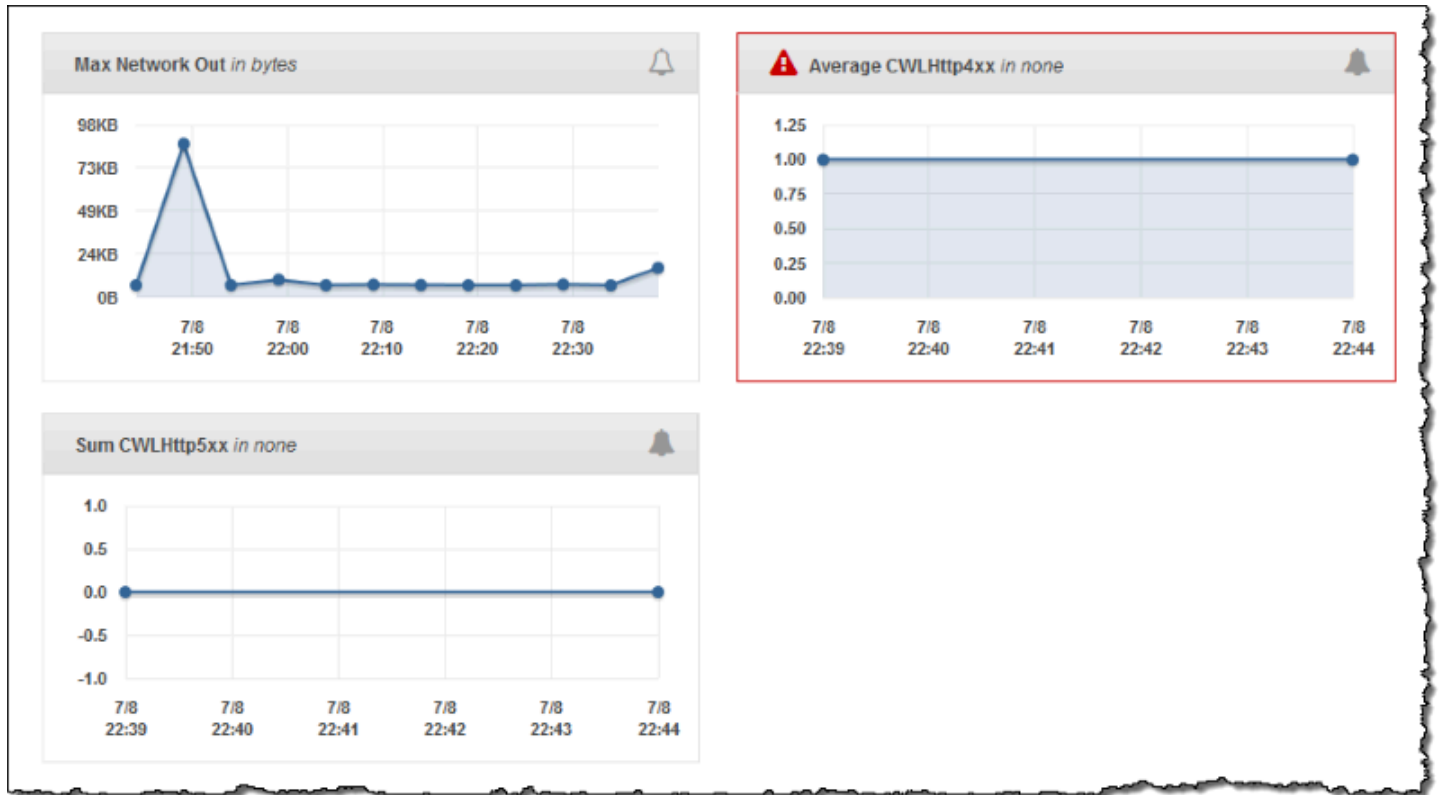 Max Network Out in bytes
98KB
73KB
49KB
24KB
0B
7/8 7/8 7/8 7/8 7/8
21:50 22:00 22:10 22:20 22:30
Average CWLHttp4xx in none
1.25
1.00
0.75
0.50
0.25
0.00
7/8 7/8 7/8 7/8 7/8 7/8
22:39 22:40 22:41 22:42 22:43 22:44
Sum CWLHttp5xx in none
1.0
0.5
0.0
-0.5
-1.0
7/8 7/8 7/8 7/8 7/8 7/8
22:39 22:40 22:41 22:42 22:43 22:44